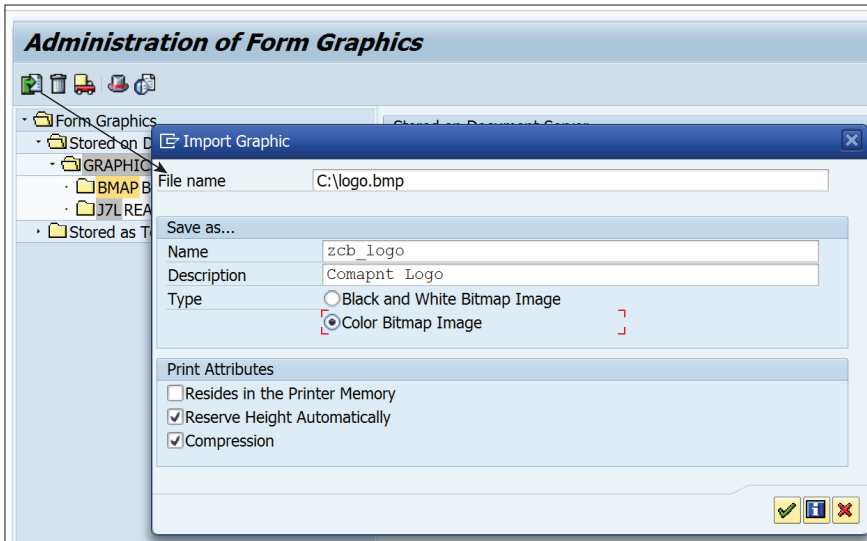 Administration of Form Graphics
Form Graphics
Stored on Document Server
Stored on D
Import Graphic
GRAPHIC
File name C:\logo.bmp
BMAP B
J7L REA
Save as...
Stored as T
Name zcb_logo
Description Comapnt Logo
Type Black and White Bitmap Image
Color Bitmap Image
Print Attributes
Resides in the Printer Memory
Reserve Height Automatically
Compression